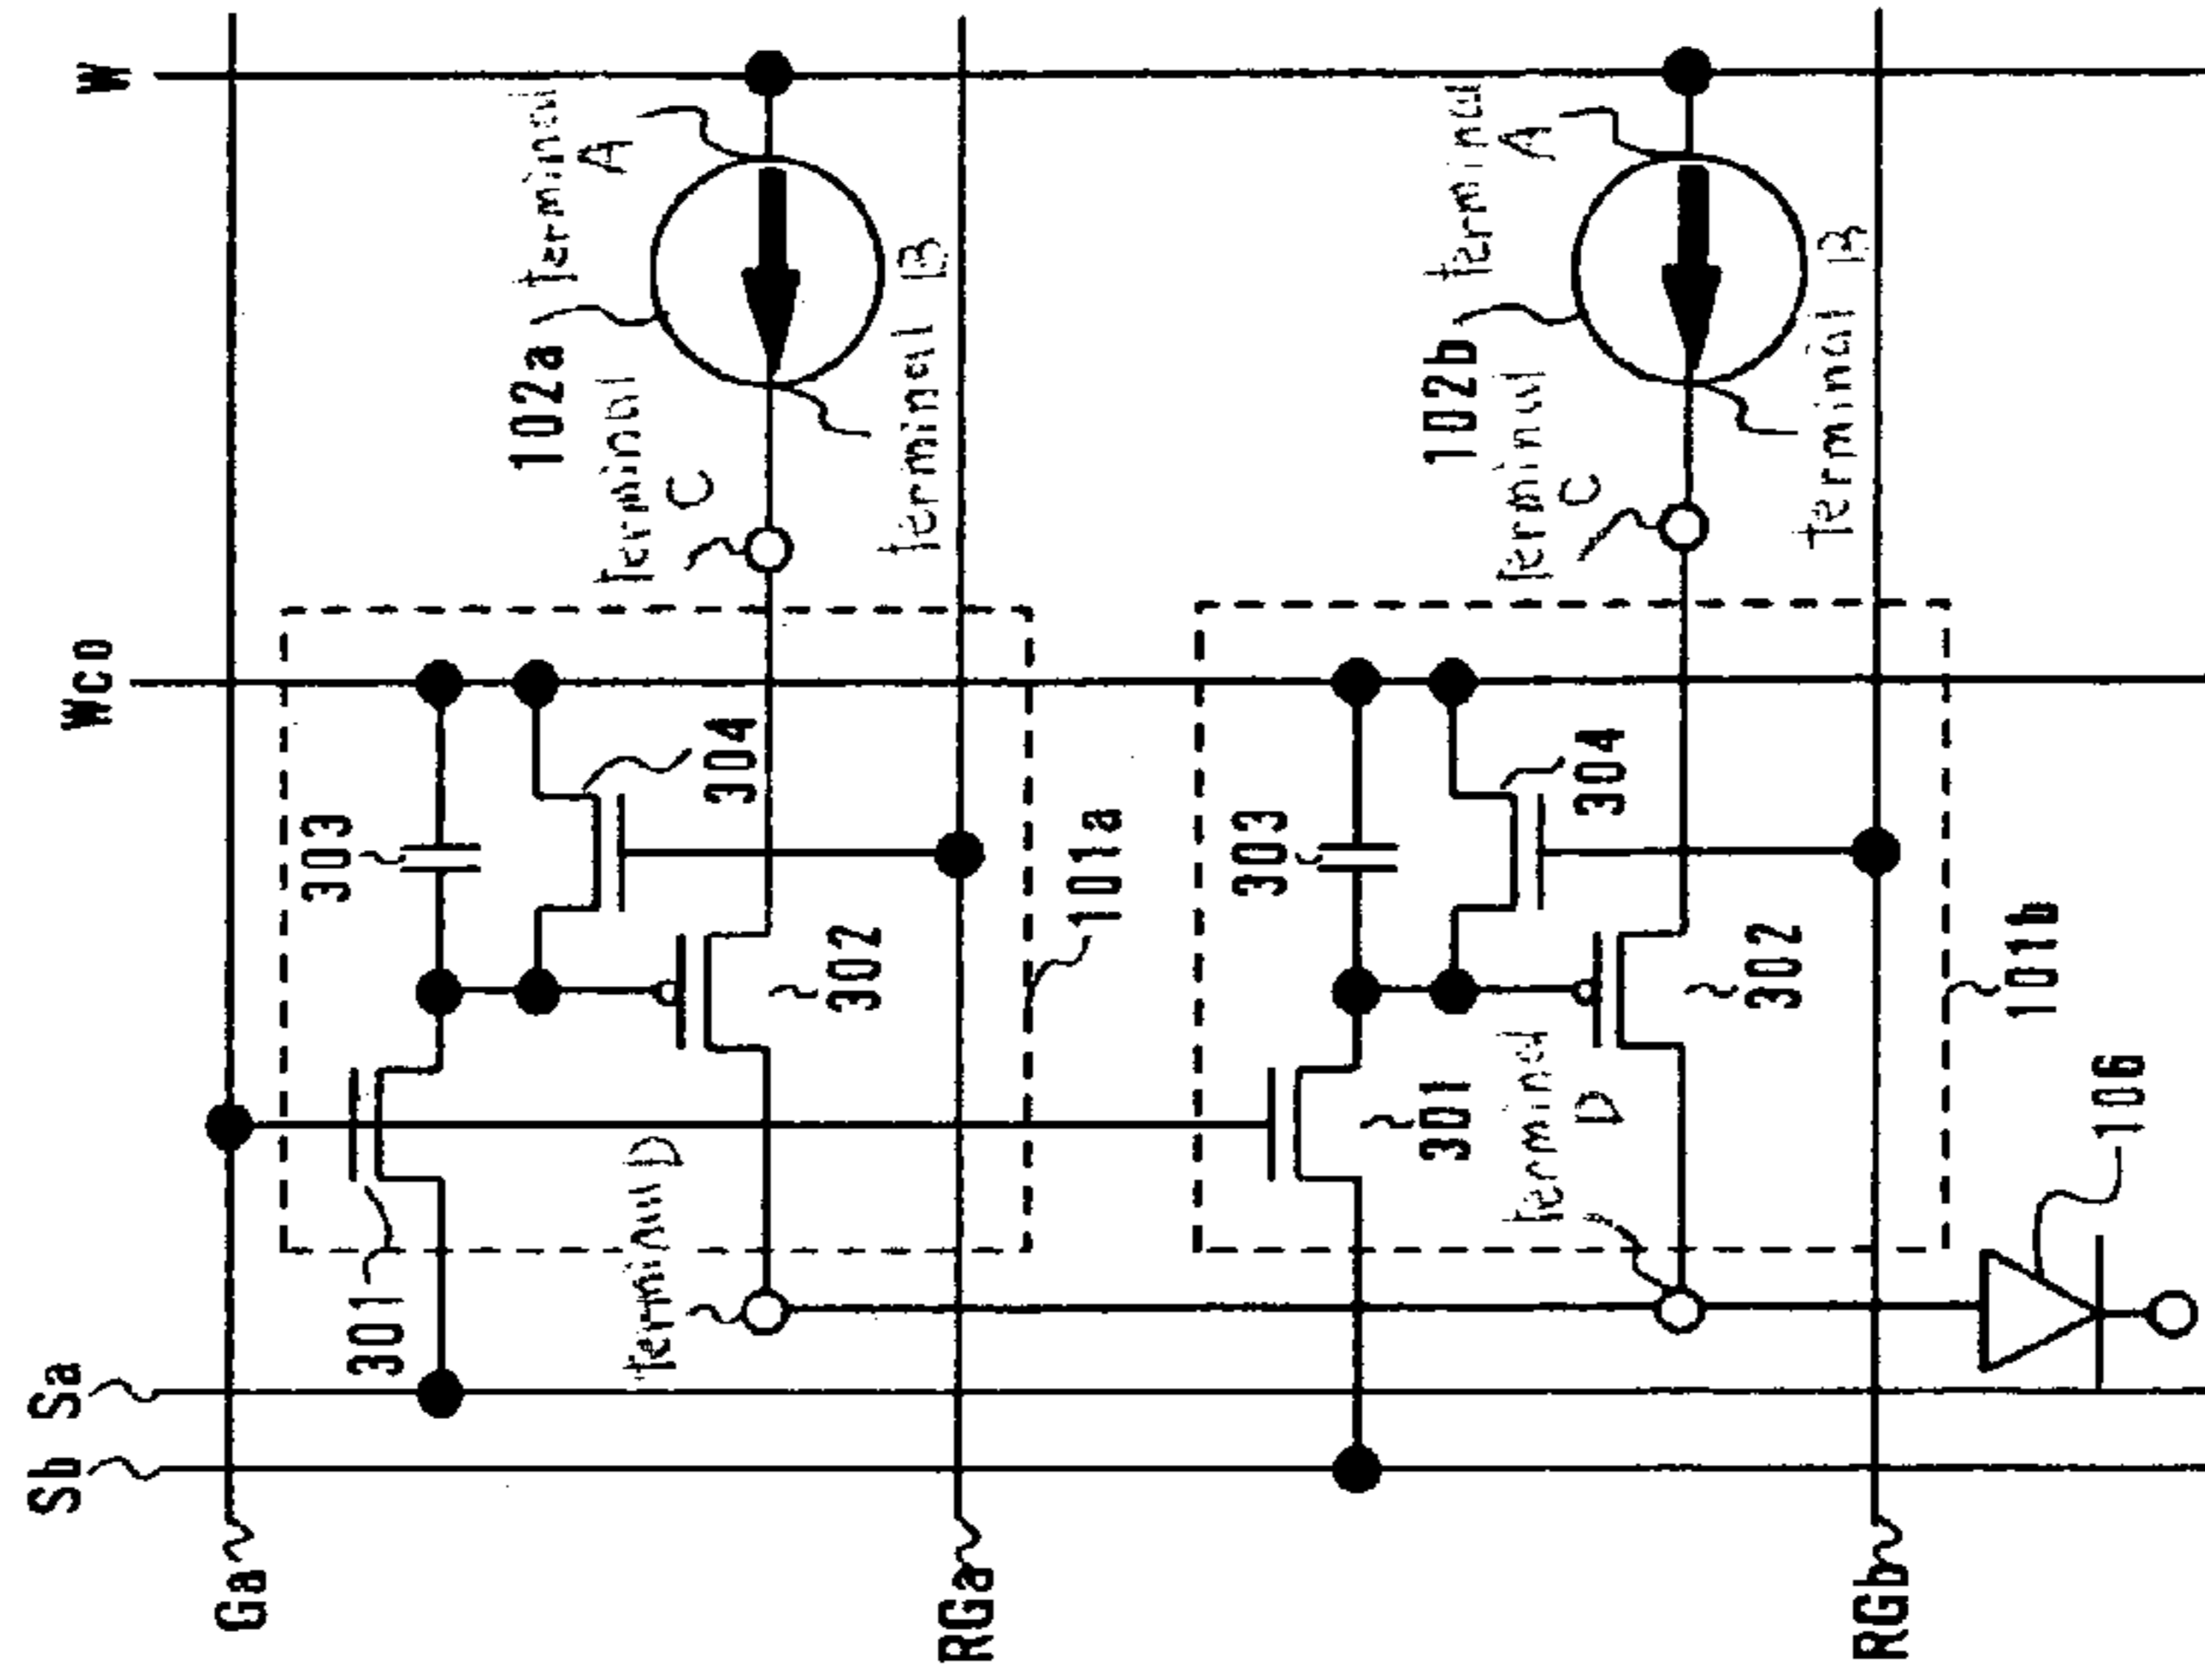 Ga
RGa
RGb
Sb
Sa
301
Terminal D
301
Terminal
D
106
303
304
302
101a
303
304
302
101b
Wco
Terminal
C
102a
Terminal
A
Terminal B
Terminal
C
102b
Terminal
A
Terminal B
W